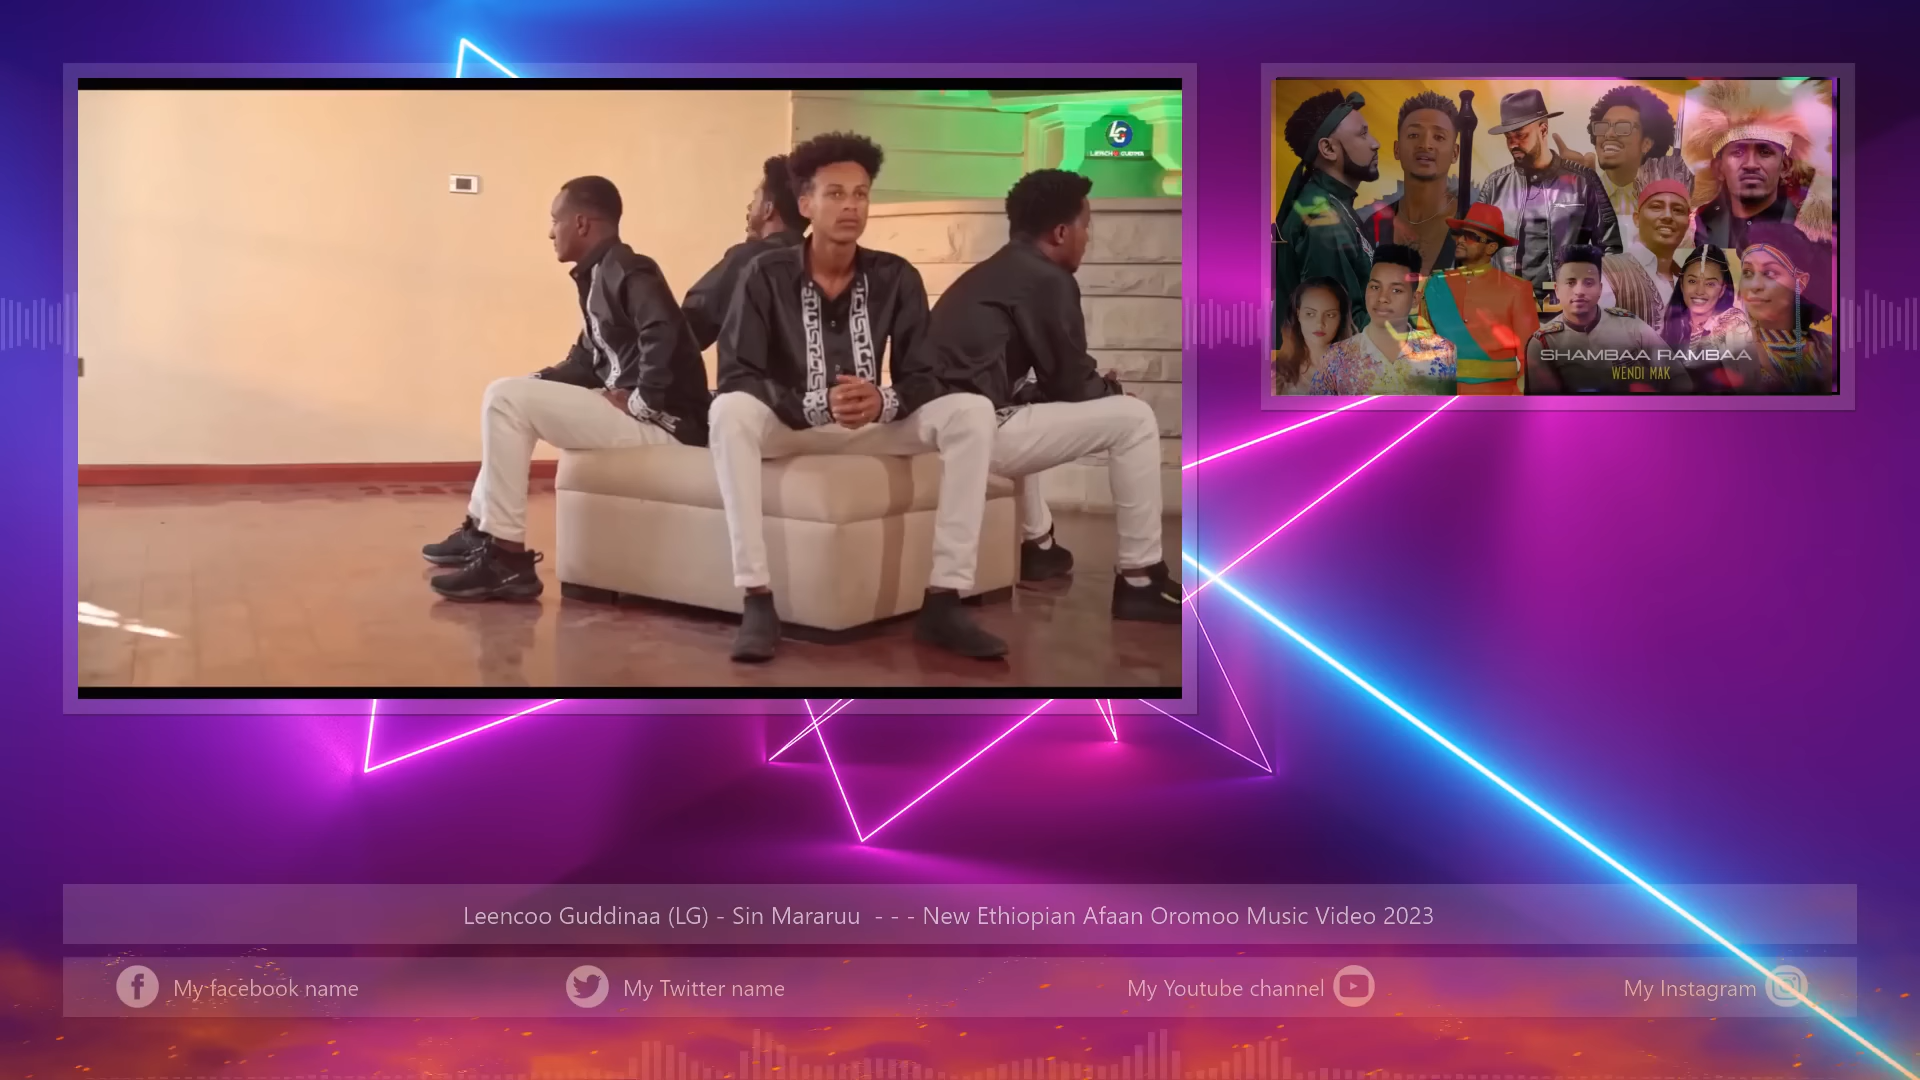 LG
SHAMBAA RAMBAA
WENDI MAK
Leencoo Guddinaa (LG) - Sin Mararuu - - - New Ethiopian Afaan Oromoo Music Video 2023
My facebook name
My Twitter name
My Youtube channel
My Instagram